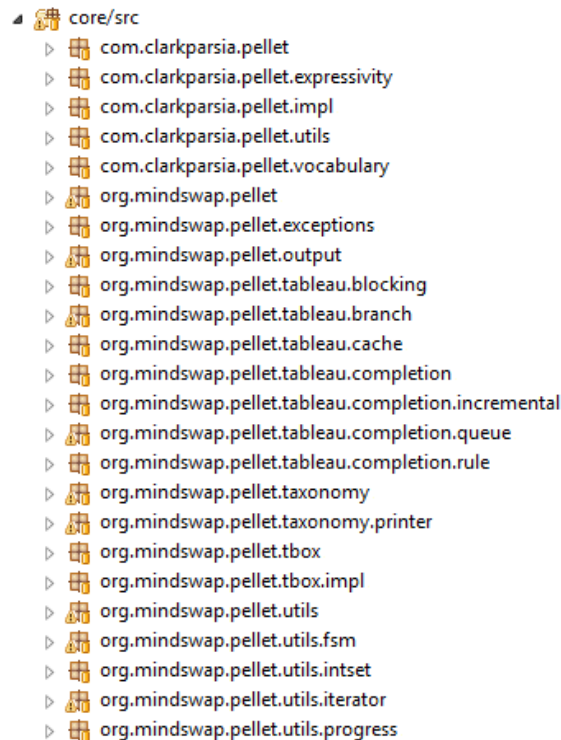 core/src
com.clarkparsia.pellet
com.clarkparsia.pellet.expressivity
com.clarkparsia.pellet.impl
com.clarkparsia.pellet.utils
com.clarkparsia.pellet.vocabulary
org.mindswap.pellet
org.mindswap.pellet.exceptions
org.mindswap.pellet.output
org.mindswap.pellet.tableau.blocking
org.mindswap.pellet.tableau.branch
org.mindswap.pellet.tableau.cache
org.mindswap.pellet.tableau.completion
org.mindswap.pellet.tableau.completion.incremental
org.mindswap.pellet.tableau.completion.queue
org.mindswap.pellet.tableau.completion.rule
org.mindswap.pellet.taxonomy
org.mindswap.pellet.taxonomy.printer
org.mindswap.pellet.tbox
org.mindswap.pellet.tbox.impl
org.mindswap.pellet.utils
org.mindswap.pellet.utils.fsm
org.mindswap.pellet.utils.intset
org.mindswap.pellet.utils.iterator
org.mindswap.pellet.utils.progress